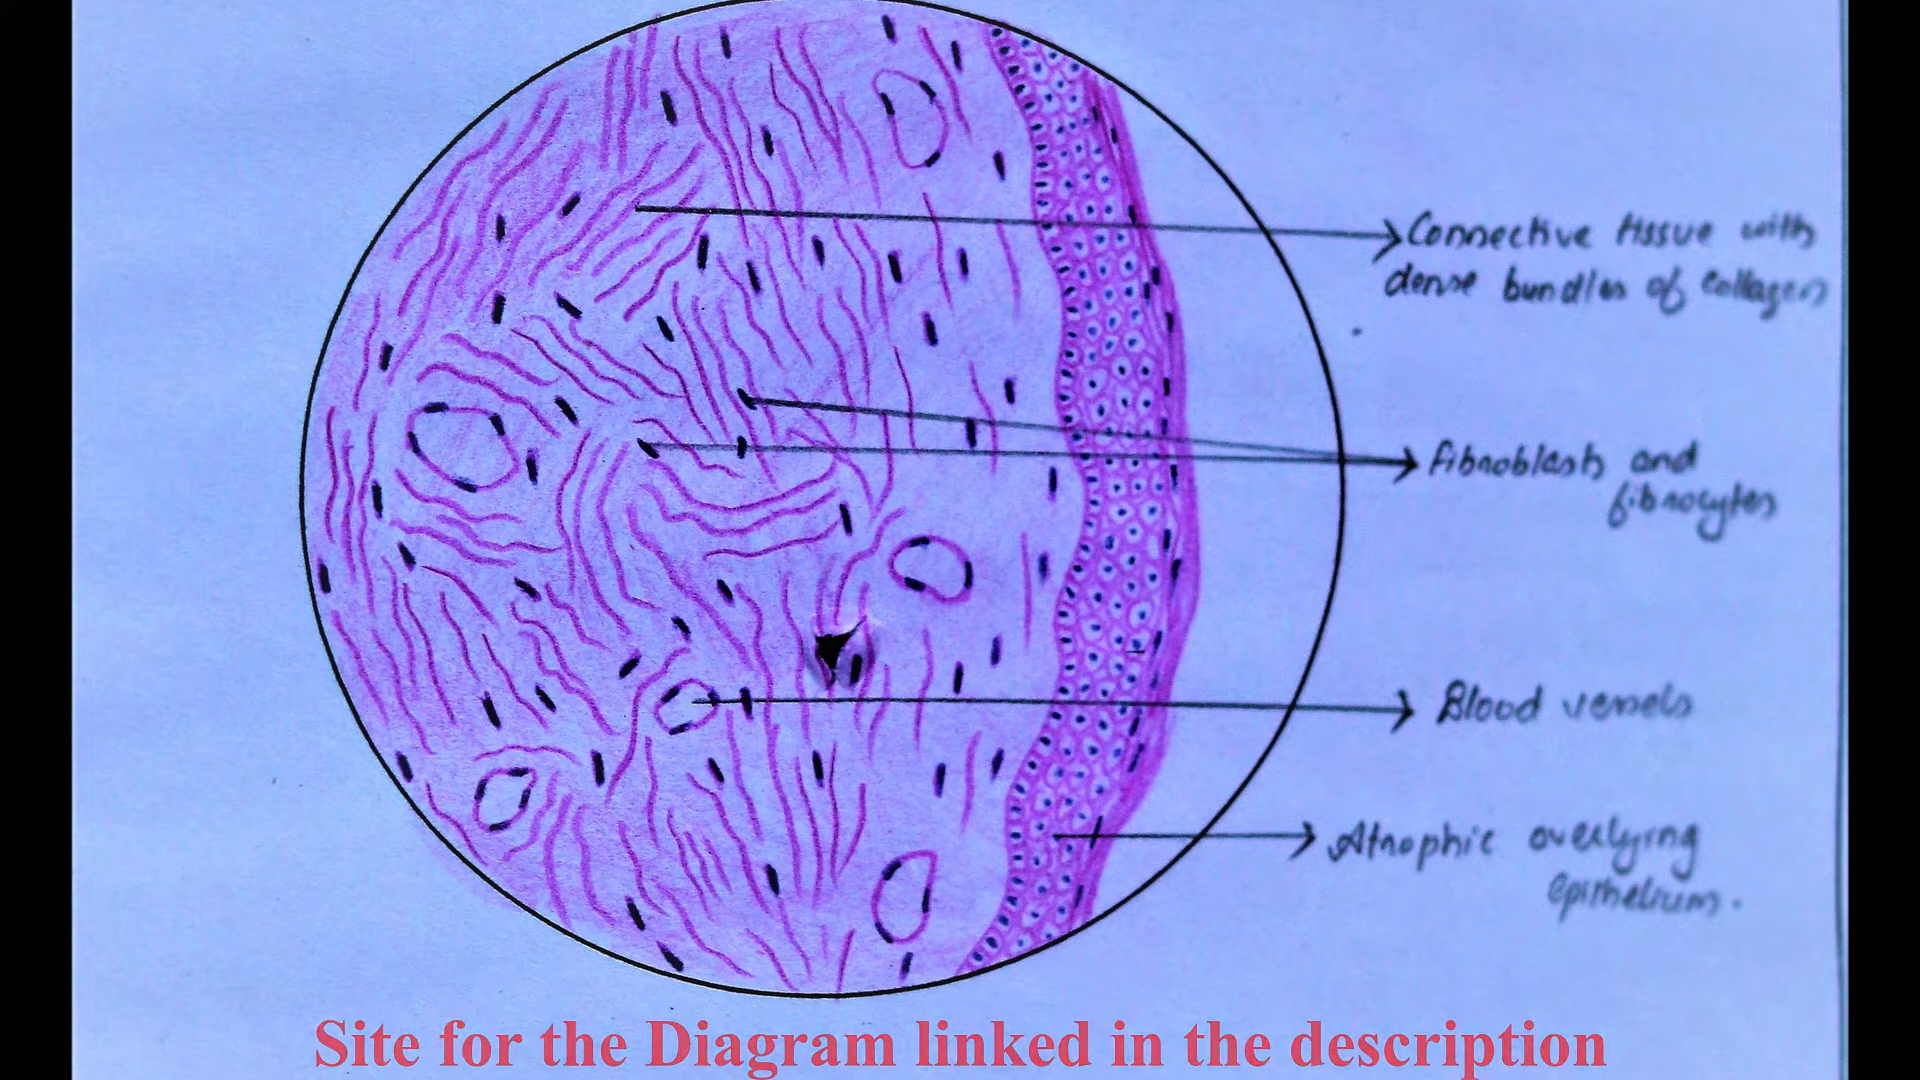 Connective tissue with
dense bundles of collagen
fibroblasts and
fibrocytes
Blood vessels
Atrophic overlying
epithelium.
Site for the Diagram linked in the description